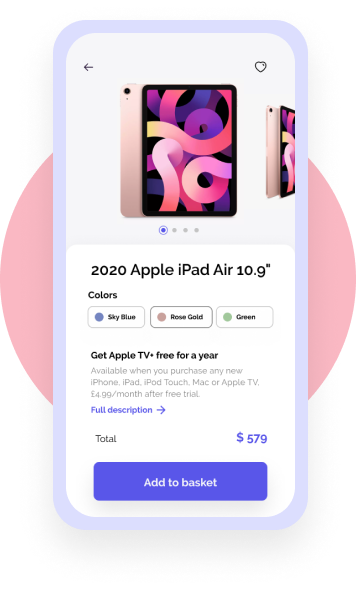 2020 Apple iPad Air 10.9"
Colors
Sky Blue Rose Gold Green
Get Apple TV+ free for a year
Available when you purchase any new
iPhone, iPad, iPod Touch, Mac or Apple TV,
£4.99/month after free trial.
Full description
Total $ 579
Add to basket